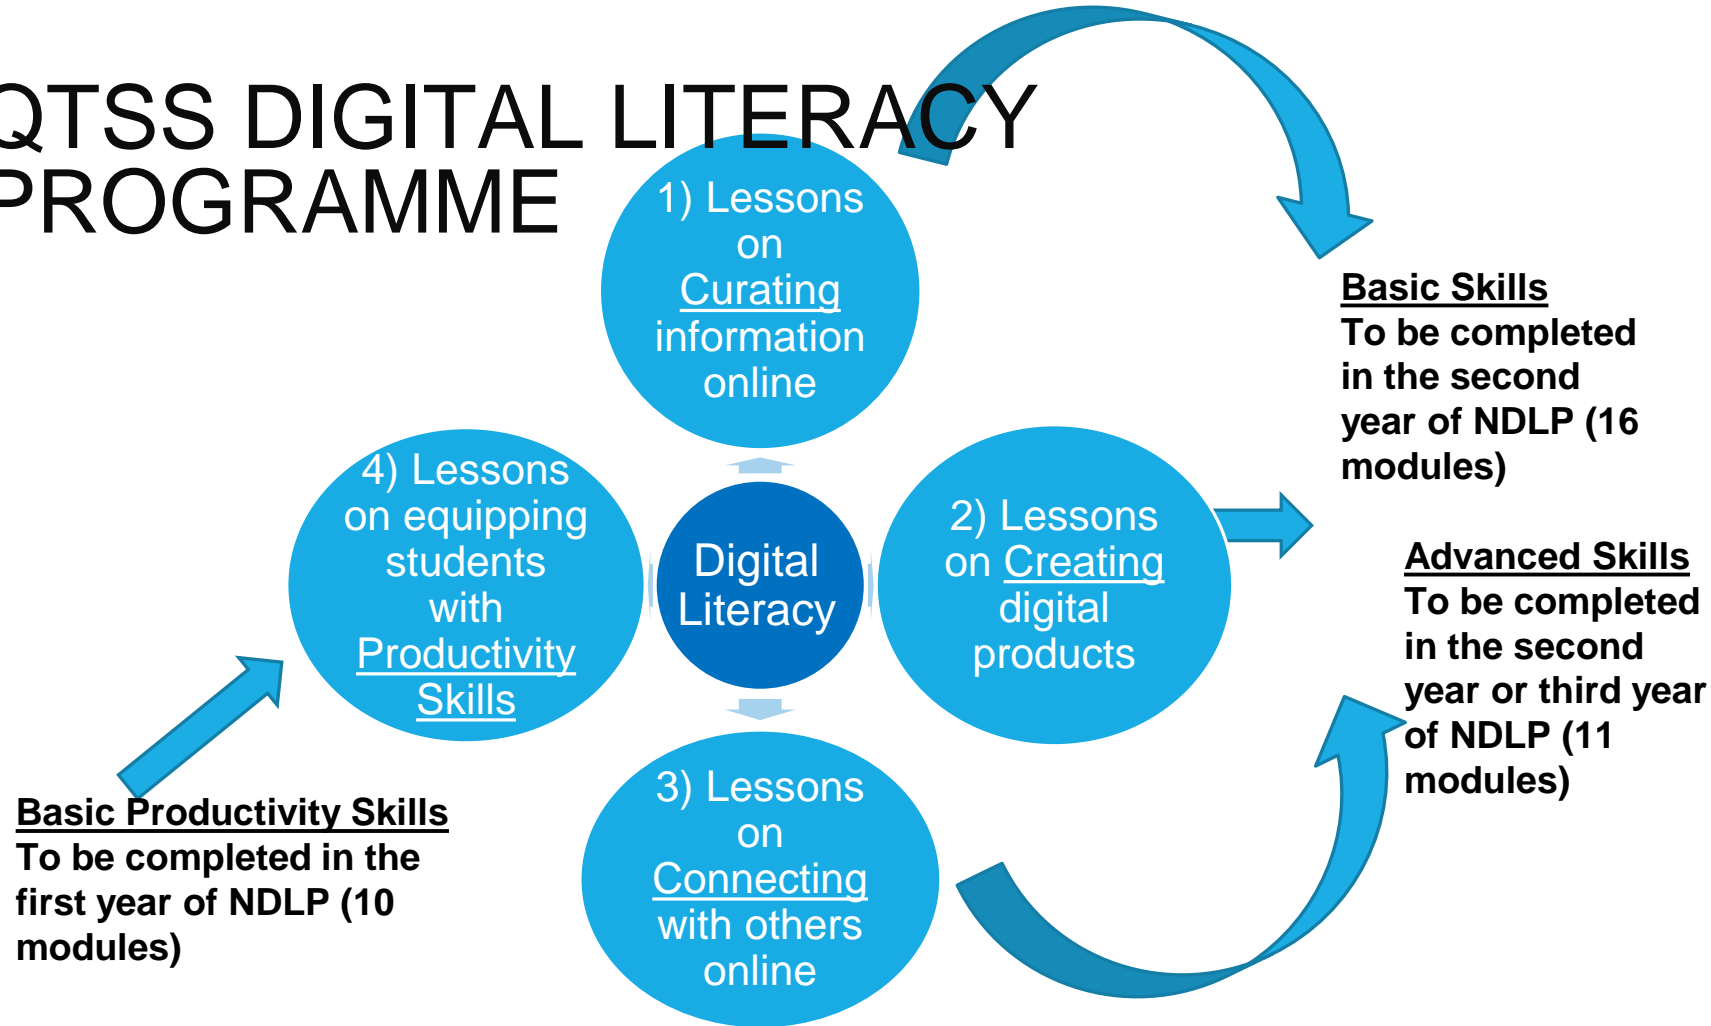 QTSS DIGITAL LITERACY
PROGRAMME
1) Lessons
on
Curating
information
online
Basic Skills
To be completed
in the second
year of NDLP (16
modules)
4) Lessons
on equipping
students
with
Productivity
Skills
Digital
Literacy
2) Lessons
on Creating
digital
products
Advanced Skills
To be completed
in the second
year or third year
of NDLP (11
modules)
3) Lessons
on
Connecting
with others
online
Basic Productivity Skills
To be completed in the
first year of NDLP (10
modules)